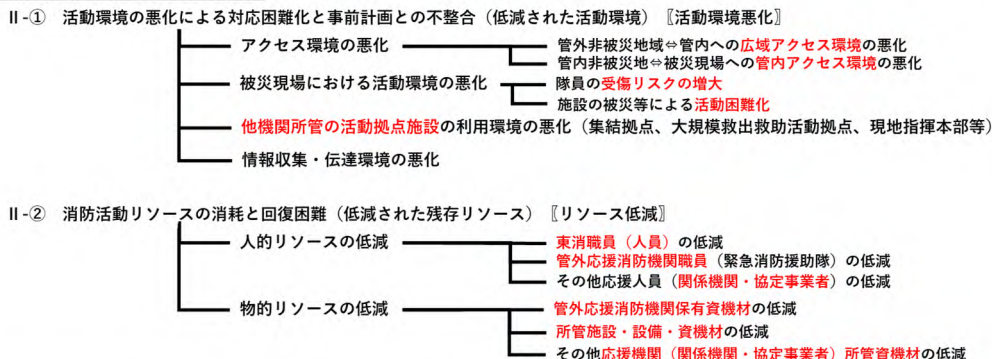 Ⅱ-① 活動環境の悪化による対応困難化と事前計画との不整合（低減された活動環境）〖活動環境悪化〗
アクセス環境の悪化
管外非被災地域⇔管内への広域アクセス環境の悪化
管内非被災地⇔被災現場への管内アクセス環境の悪化
被災現場における活動環境の悪化
隊員の受傷リスクの増大
施設の被災等による活動困難化
他機関所管の活動拠点施設の利用環境の悪化（集結拠点、大規模救出救助活動拠点、現地指揮本部等）
情報収集・伝達環境の悪化
Ⅱ-② 消防活動リソースの消耗と回復困難（低減された残存リソース）〖リソース低減〗
人的リソースの低減
東消職員（人員）の低減
管外応援消防機関職員（緊急消防援助隊）の低減
その他応援人員（関係機関・協定事業者）の低減
物的リソースの低減
管外応援消防機関保有資機材の低減
所管施設・設備・資機材の低減
その他応援機関（関係機関・協定事業者）所管資機材の低減